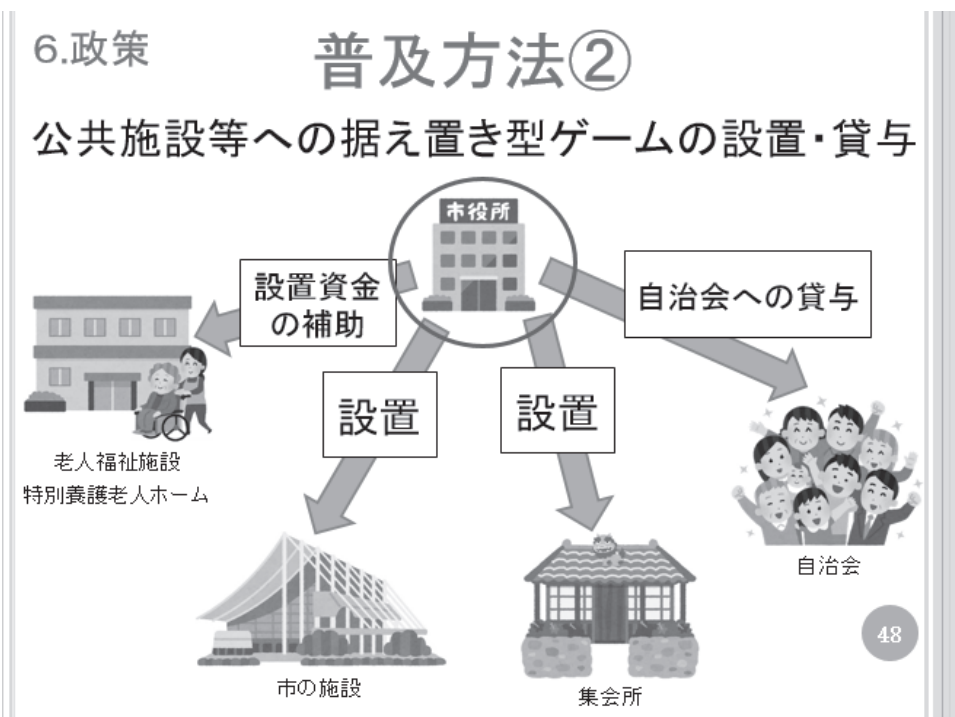 6.政策
普及方法②
公共施設等への据え置き型ゲームの設置・貸与
市役所
設置資金
の補助
自治会への貸与
設置
設置
老人福祉施設
特別養護老人ホーム
自治会
市の施設
集会所
48